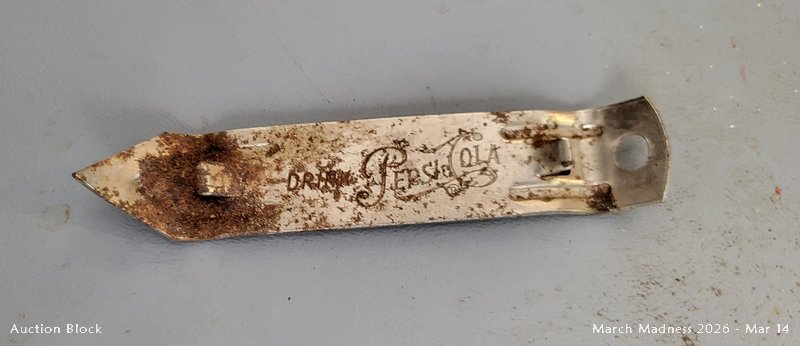 DRINK PEPSI-COLA
Auction Block
March Madness 2026 - Mar 14